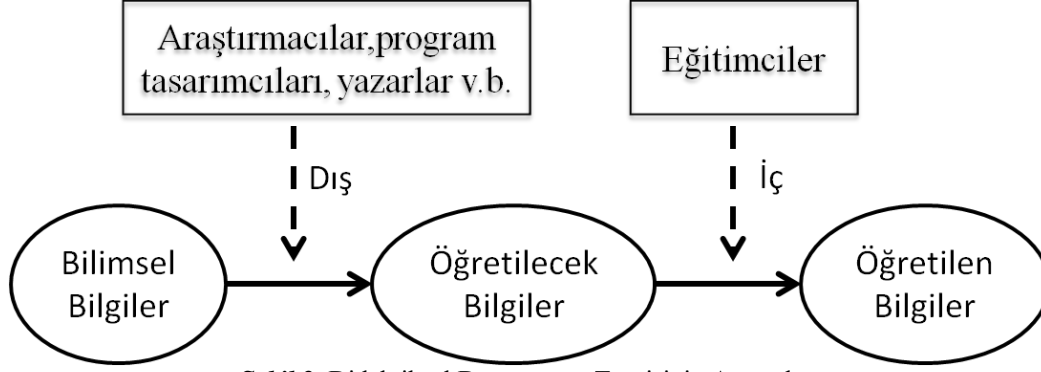 Araştırmacılar,program
tasarımcıları, yazarlar v.b.
Eğitimciler
Dış
İç
Bilimsel
Bilgiler
Öğretilecek
Bilgiler
Öğretilen
Bilgiler